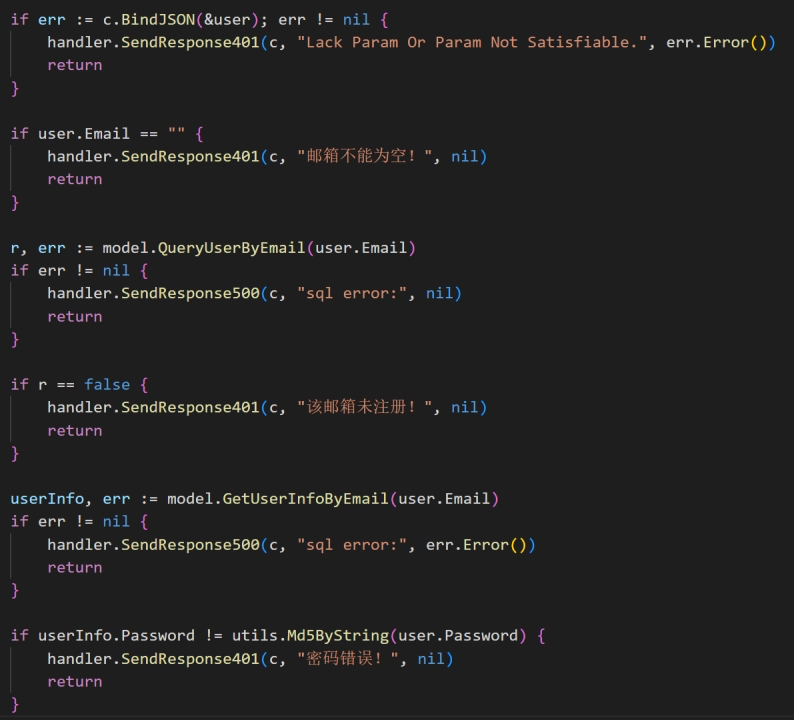 if err := c.BindJSON(&user); err != nil {
    handler.SendResponse401(c, "Lack Param Or Param Not Satisfiable.", err.Error())
    return
}

if user.Email == "" {
    handler.SendResponse401(c, "邮箱不能为空！", nil)
    return
}

r, err := model.QueryUserByEmail(user.Email)
if err != nil {
    handler.SendResponse500(c, "sql error:", nil)
    return
}

if r == false {
    handler.SendResponse401(c, "该邮箱未注册！", nil)
    return
}

userInfo, err := model.GetUserInfoByEmail(user.Email)
if err != nil {
    handler.SendResponse500(c, "sql error:", err.Error())
    return
}

if userInfo.Password != utils.Md5ByString(user.Password) {
    handler.SendResponse401(c, "密码错误！", nil)
    return
}